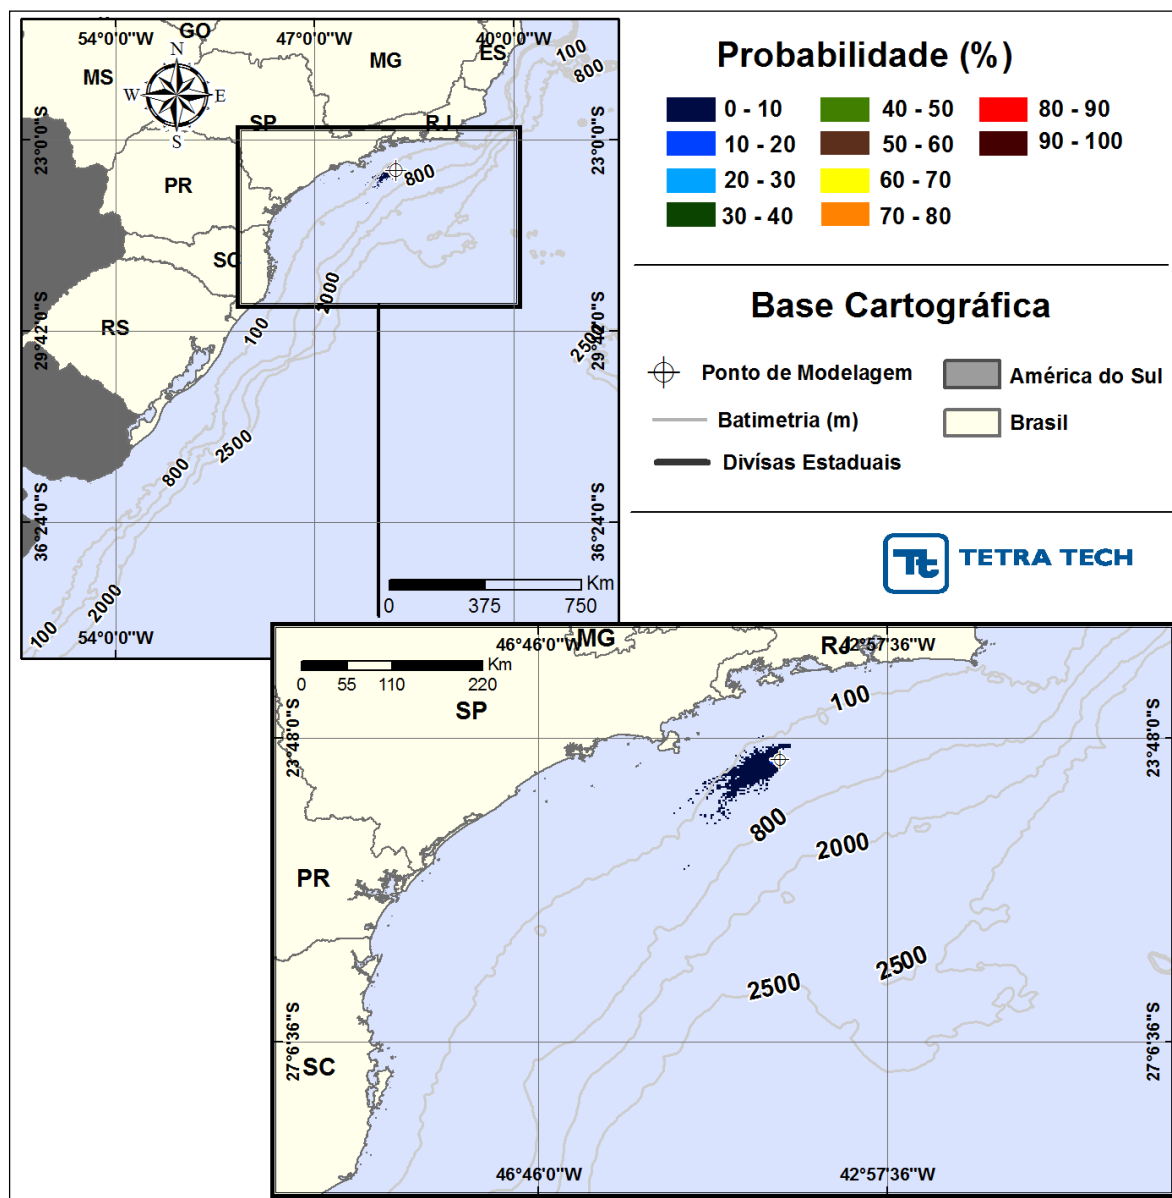 54°0'0"W
47°0'0"W
40°0'0"W
GO
MS
MG
ES
100
800
N
W
E
S
SP
RJ
23°0'0"S
23°0'0"S
PR
800
SC
RS
29°42'0"S
29°42'0"S
100
2000
2500
800
2500
36°24'0"S
36°24'0"S
100
2000
54°0'0"W
Km
0
375
750
Probabilidade (%)
0 - 10
40 - 50
80 - 90
10 - 20
50 - 60
90 - 100
20 - 30
60 - 70
30 - 40
70 - 80
Base Cartográfica
Ponto de Modelagem
América do Sul
Batimetria (m)
Brasil
Divísas Estaduais
Tt
TETRA TECH
46°46'0"W
MG
RJ
42°57'36"W
Km
0
55
110
220
SP
100
23°48'0"S
23°48'0"S
800
2000
PR
2500
2500
27°6'36"S
27°6'36"S
SC
46°46'0"W
42°57'36"W